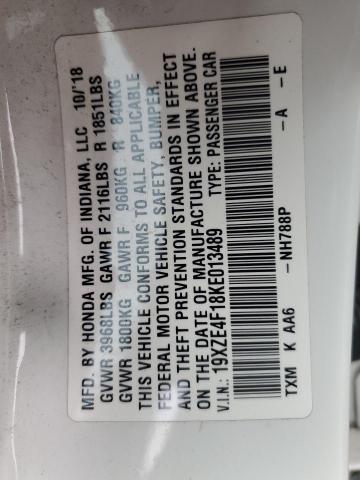 MFD. BY HONDA MFG. OF INDIANA, LLC 10/'18
GVWR 3968LBS GAWR F 2116LBS R 1851LBS
GVWR 1800KG GAWR F 960KG R 840KG
THIS VEHICLE CONFORMS TO ALL APPLICABLE
FEDERAL MOTOR VEHICLE SAFETY, BUMPER,
AND THEFT PREVENTION STANDARDS IN EFFECT
ON THE DATE OF MANUFACTURE SHOWN ABOVE.
V.I.N.: 19XZE4F18KE013489 TYPE: PASSENGER CAR
TXM K AA6 -NH788P -A -E